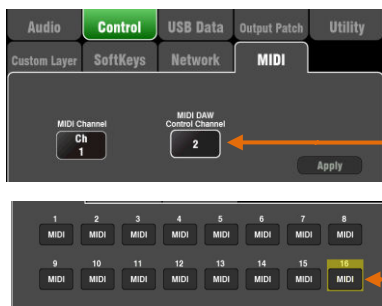 Audio Control USB Data Output Patch Utility
Custom Layer SoftKeys Network MIDI
MIDI Channel
Ch
1
MIDI DAW
Control Channel
2
Apply
1 2 3 4 5 6 7 8
MIDI MIDI MIDI MIDI MIDI MIDI MIDI MIDI
9 10 11 12 13 14 15 16
MIDI MIDI MIDI MIDI MIDI MIDI MIDI MIDI